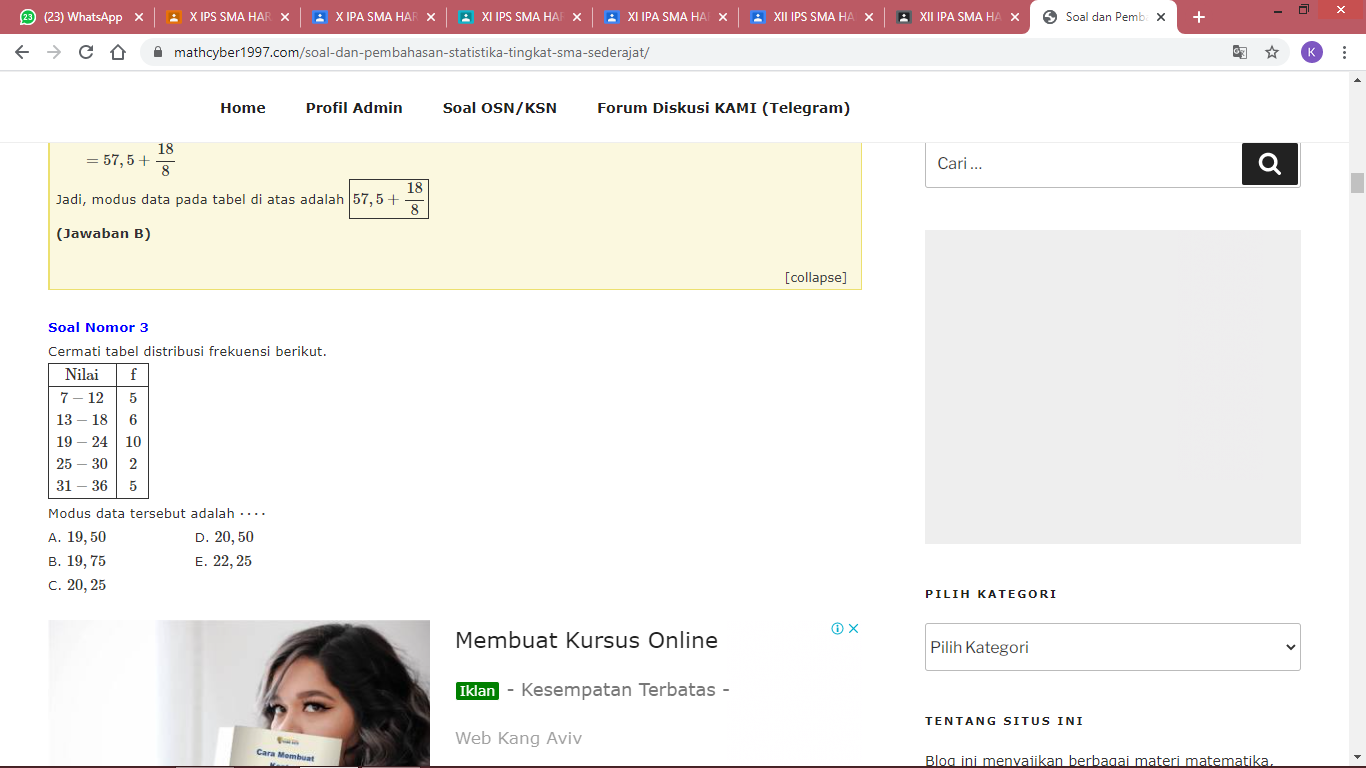 (23) WhatsApp
X IPS SMA HAR
X IPA SMA HAR
XI IPS SMA HAR
XI IPA SMA HA
XII IPS SMA HA
XII IPA SMA HA
Soal dan Pemb
mathcyber1997.com/soal-dan-pembahasan-statistika-tingkat-sma-sederajat/
K
Home Profil Admin Soal OSN/KSN Forum Diskusi KAMI (Telegram)
= 57,5 + 18/8
Jadi, modus data pada tabel di atas adalah 57,5 + 18/8
(Jawaban B)
[collapse]
Soal Nomor 3
Cermati tabel distribusi frekuensi berikut.
Nilai f
7 – 12 5
13 – 18 6
19 – 24 10
25 – 30 2
31 – 36 5
Modus data tersebut adalah ····
A. 19,50 D. 20,50
B. 19,75 E. 22,25
C. 20,25
Membuat Kursus Online
Iklan - Kesempatan Terbatas -
Web Kang Aviv
Cara Membuat
Cari …
PILIH KATEGORI
Pilih Kategori
TENTANG SITUS INI
Blog ini menyajikan berbagai materi matematika,